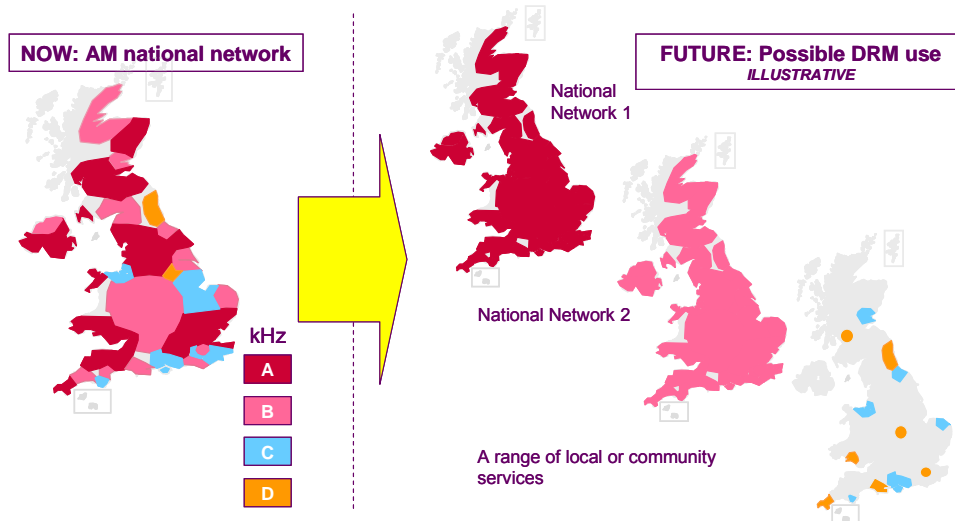 NOW: AM national network
FUTURE: Possible DRM use
ILLUSTRATIVE
National
Network 1
National Network 2
kHz
A
B
C
D
A range of local or community
services